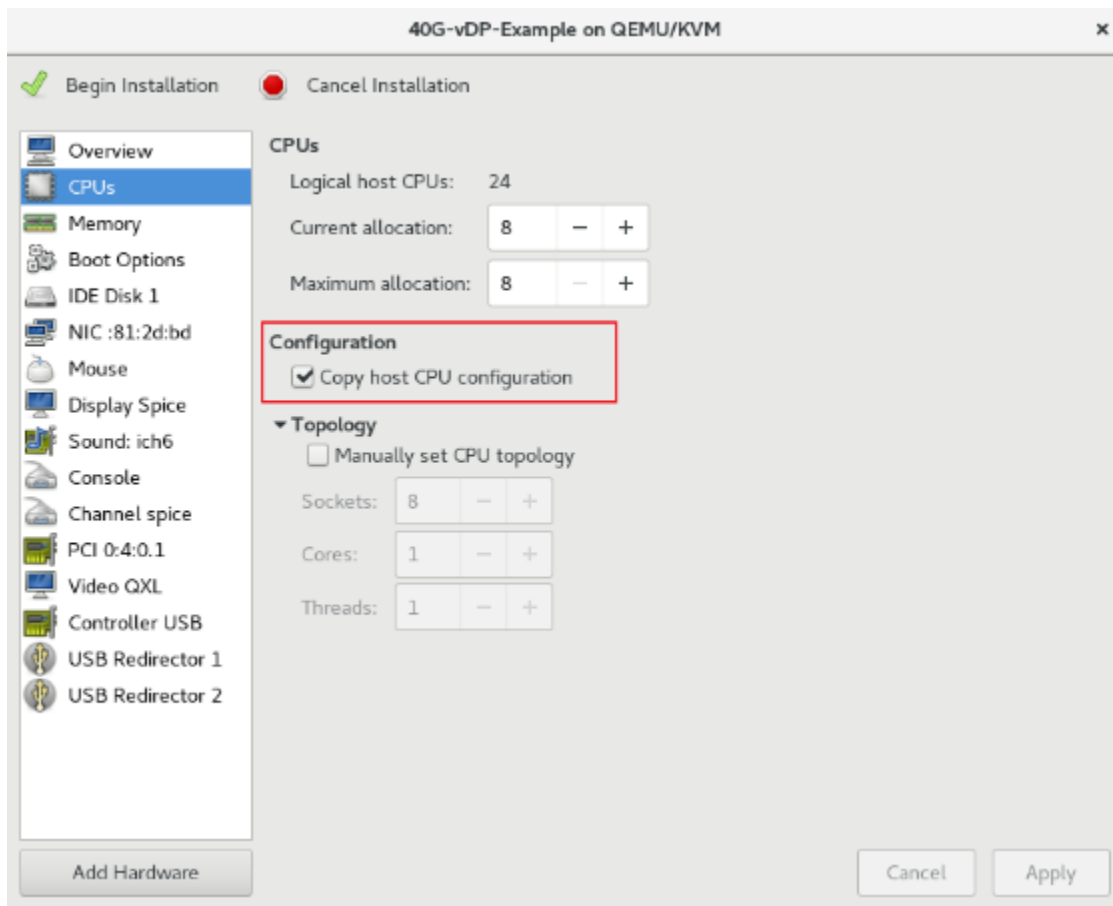 40G-vDP-Example on QEMU/KVM
Begin Installation
Cancel Installation
Overview
CPUs
Memory
Boot Options
IDE Disk 1
NIC :81:2d:bd
Mouse
Display Spice
Sound: ich6
Console
Channel spice
PCI 0:4:0.1
Video QXL
Controller USB
USB Redirector 1
USB Redirector 2
Add Hardware
CPUs
Logical host CPUs: 24
Current allocation: 8 − +
Maximum allocation: 8 − +
Configuration
Copy host CPU configuration
Topology
Manually set CPU topology
Sockets: 8 − +
Cores: 1 − +
Threads: 1 − +
Cancel
Apply